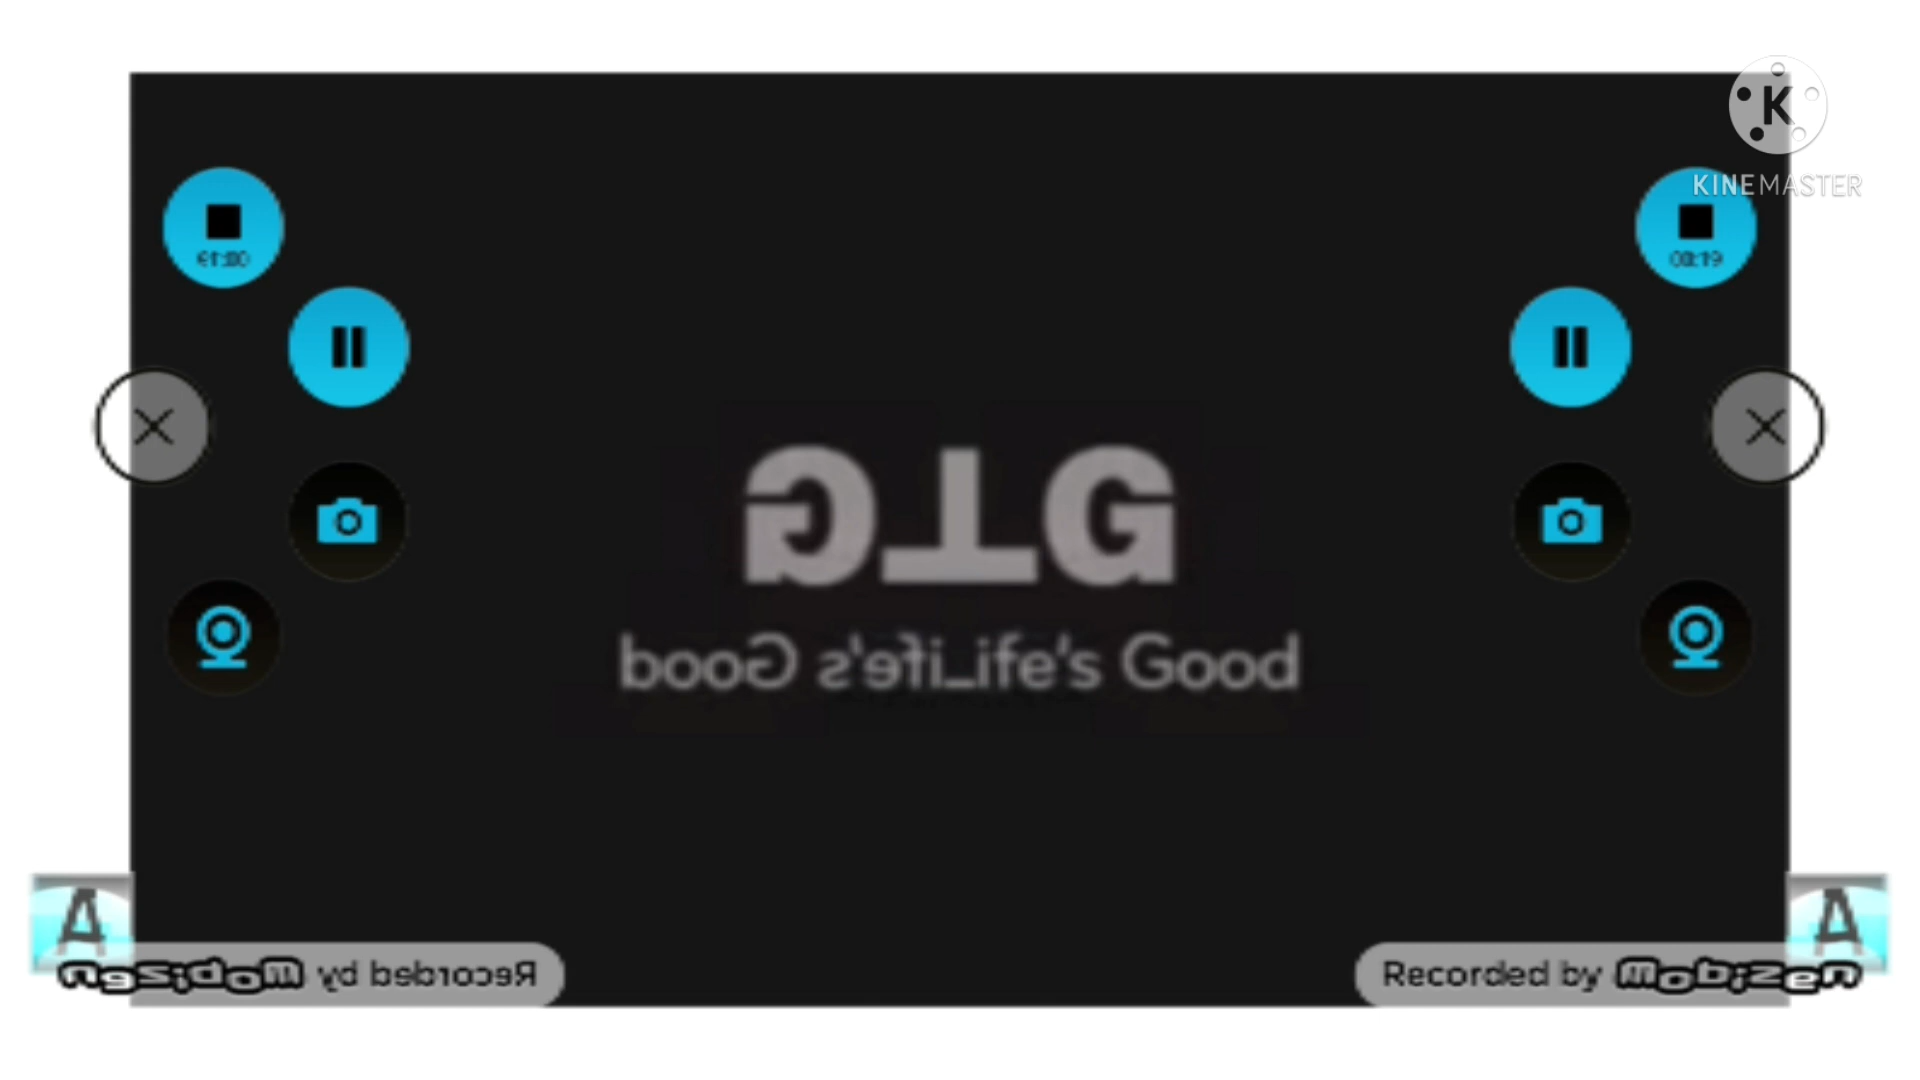 K
KINEMASTER
00:19
00:19
GLG
booG s'efiLife's Good
A
A
Recorded by Mobizen
Recorded by Mobizen